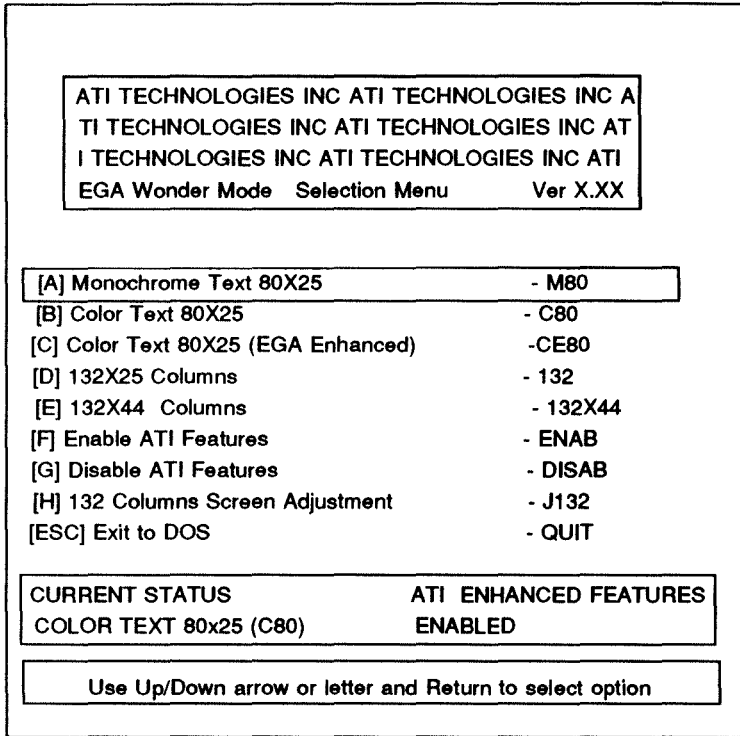 ATI TECHNOLOGIES INC ATI TECHNOLOGIES INC A
TI TECHNOLOGIES INC ATI TECHNOLOGIES INC AT
I TECHNOLOGIES INC ATI TECHNOLOGIES INC ATI
EGA Wonder Mode Selection Menu Ver X.XX
[A] Monochrome Text 80X25 - M80
[B] Color Text 80X25 - C80
[C] Color Text 80X25 (EGA Enhanced) -CE80
[D] 132X25 Columns - 132
[E] 132X44 Columns - 132X44
[F] Enable ATI Features - ENAB
[G] Disable ATI Features - DISAB
[H] 132 Columns Screen Adjustment - J132
[ESC] Exit to DOS - QUIT
CURRENT STATUS ATI ENHANCED FEATURES
COLOR TEXT 80x25 (C80) ENABLED
Use Up/Down arrow or letter and Return to select option